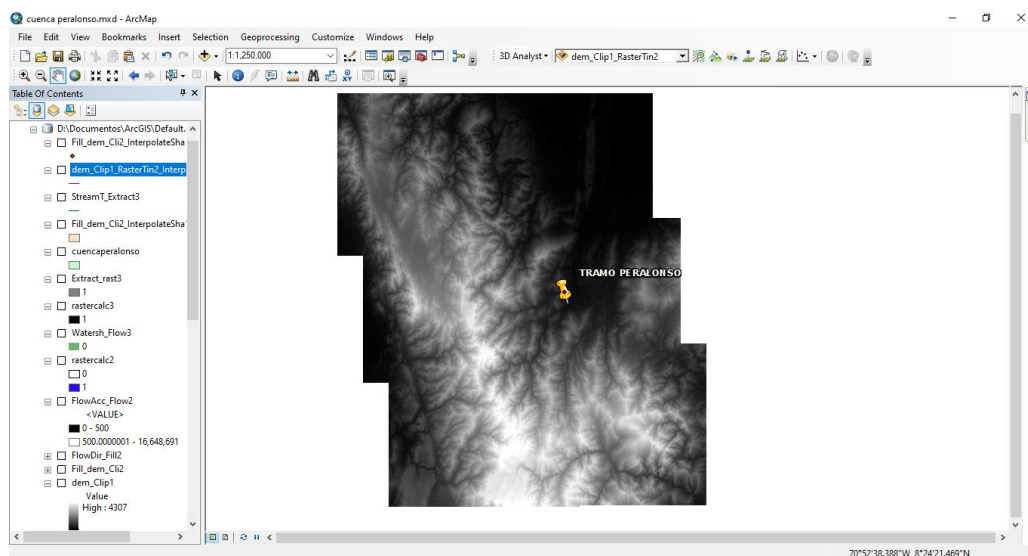 cuenca peralonso.mxd - ArcMap
File Edit View Bookmarks Insert Selection Geoprocessing Customize Windows Help
1:1,250,000
3D Analyst
dem_Clip1_RasterTin2
Table Of Contents
D:\Documentos\ArcGIS\Default.
Fill_dem_Cli2_InterpolateSha
dem_Clip1_RasterTin2_Interp
StreamT_Extract3
Fill_dem_Cli2_InterpolateSha
cuencaperalonso
Extract_rast3
1
rastercalc3
1
Watersh_Flow3
0
rastercalc2
0
1
FlowAcc_Flow2
<VALUE>
0 - 500
500.0000001 - 16,648,691
FlowDir_Fill2
Fill_dem_Cli2
dem_Clip1
Value
High : 4307
TRAMO PERALONSO
70°52'38.388"W 8°24'21.469"N